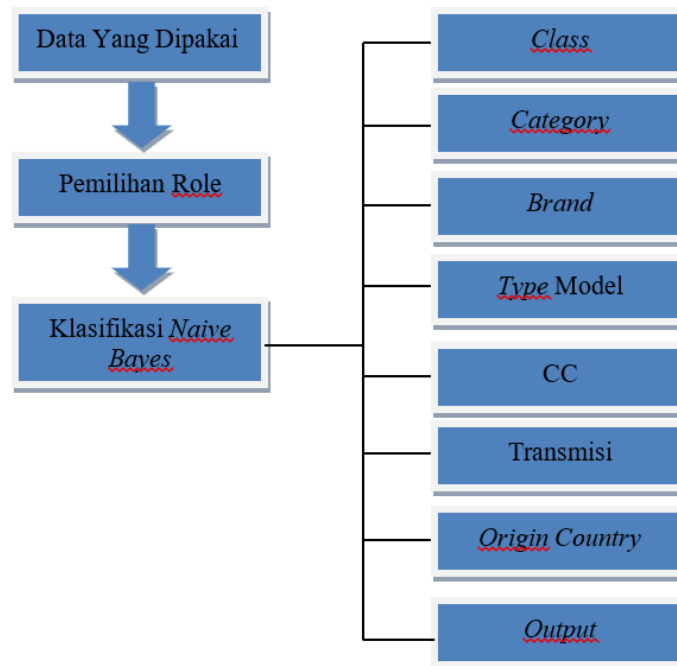 Data Yang Dipakai
Pemilihan Role
Klasifikasi Naive
Bayes
Class
Category
Brand
Type Model
CC
Transmisi
Origin Country
Output